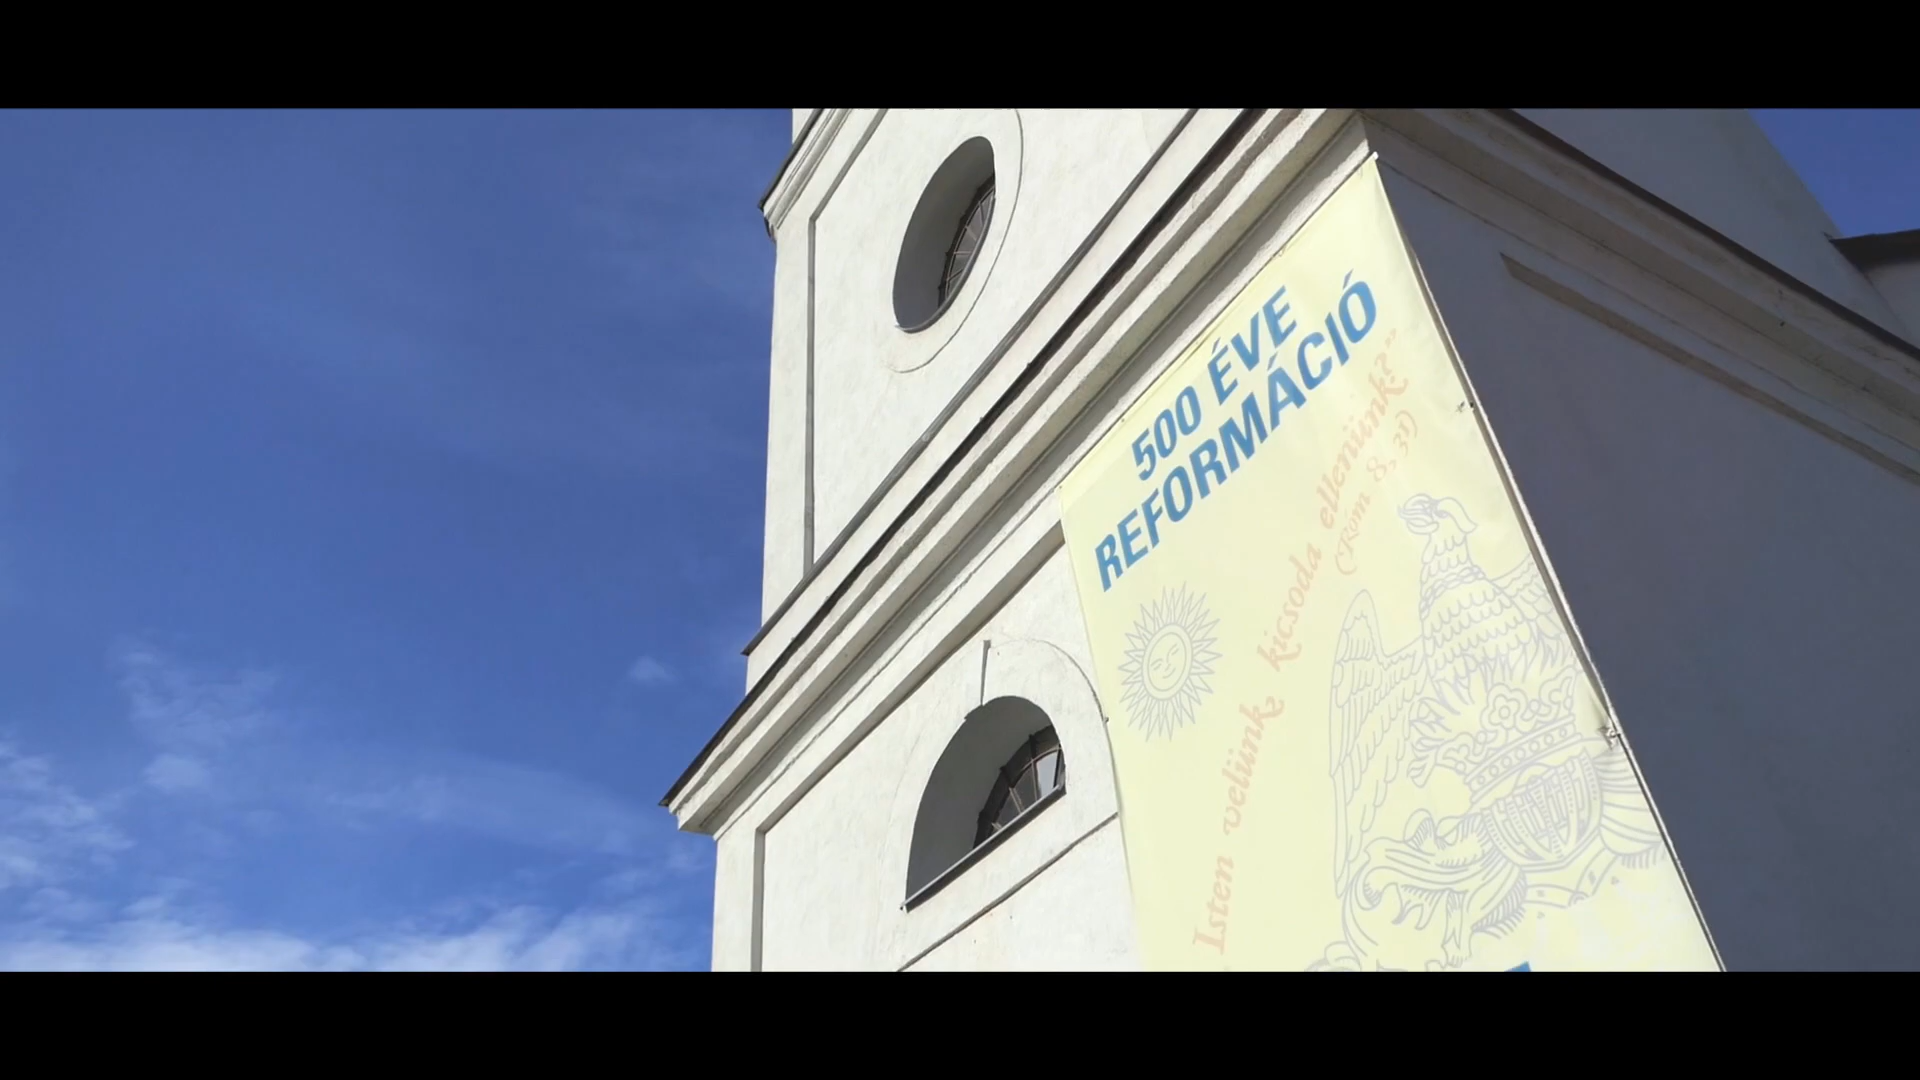 500 ÉVE
REFORMÁCIÓ
Isten velünk, kicsoda ellenünk?”
(Róm 8, 31)